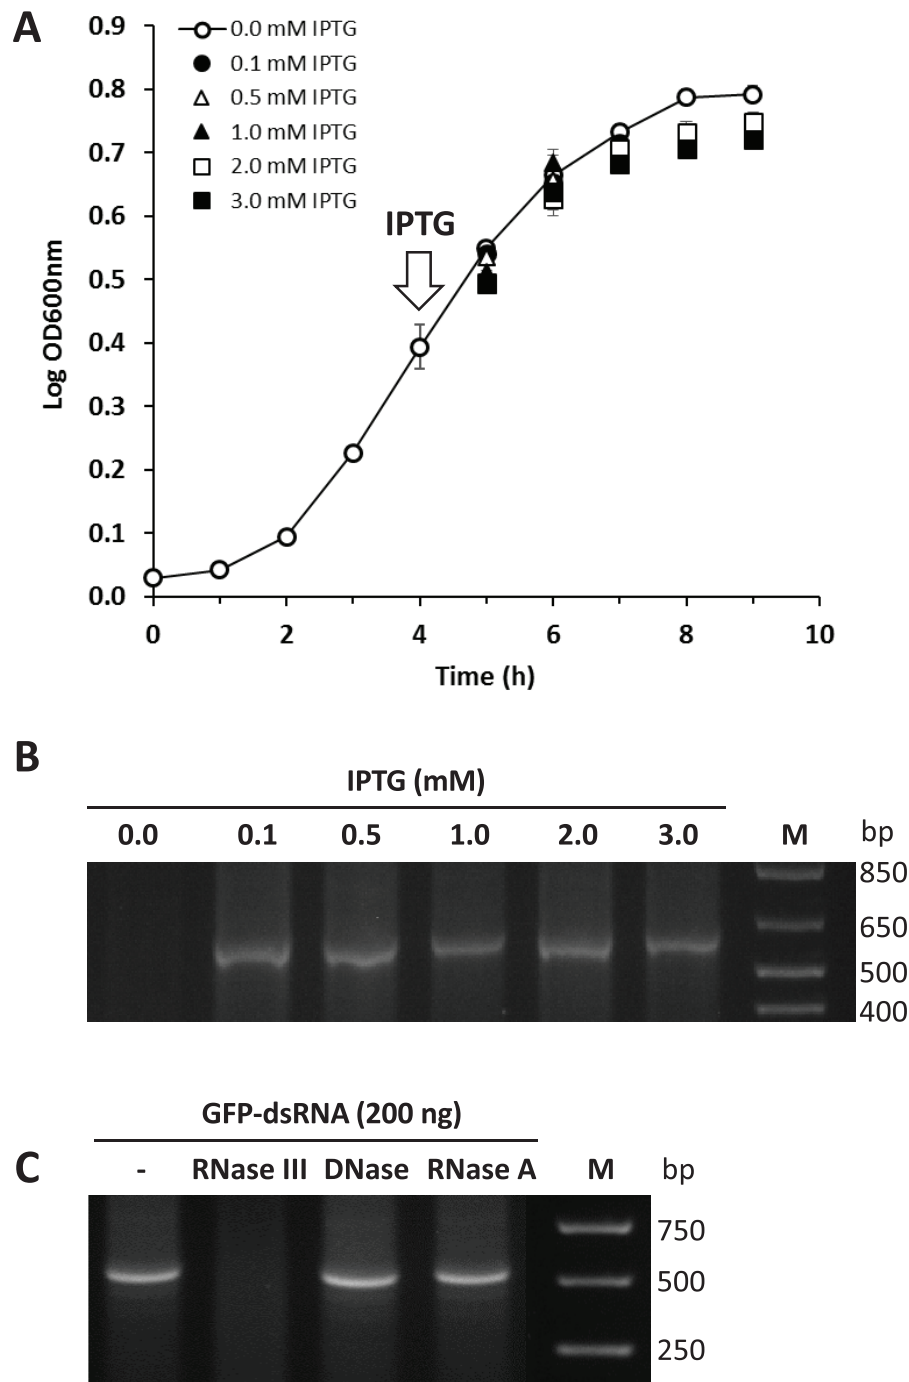 A
0.9
0.8
0.7
0.6
0.5
0.4
0.3
0.2
0.1
0.0
Log OD600nm
0.0 mM IPTG
0.1 mM IPTG
0.5 mM IPTG
1.0 mM IPTG
2.0 mM IPTG
3.0 mM IPTG
IPTG
0 2 4 6 8 10
Time (h)
B
IPTG (mM)
0.0 0.1 0.5 1.0 2.0 3.0 M bp
850
650
500
400
GFP-dsRNA (200 ng)
C
- RNase III DNase RNase A M bp
750
500
250